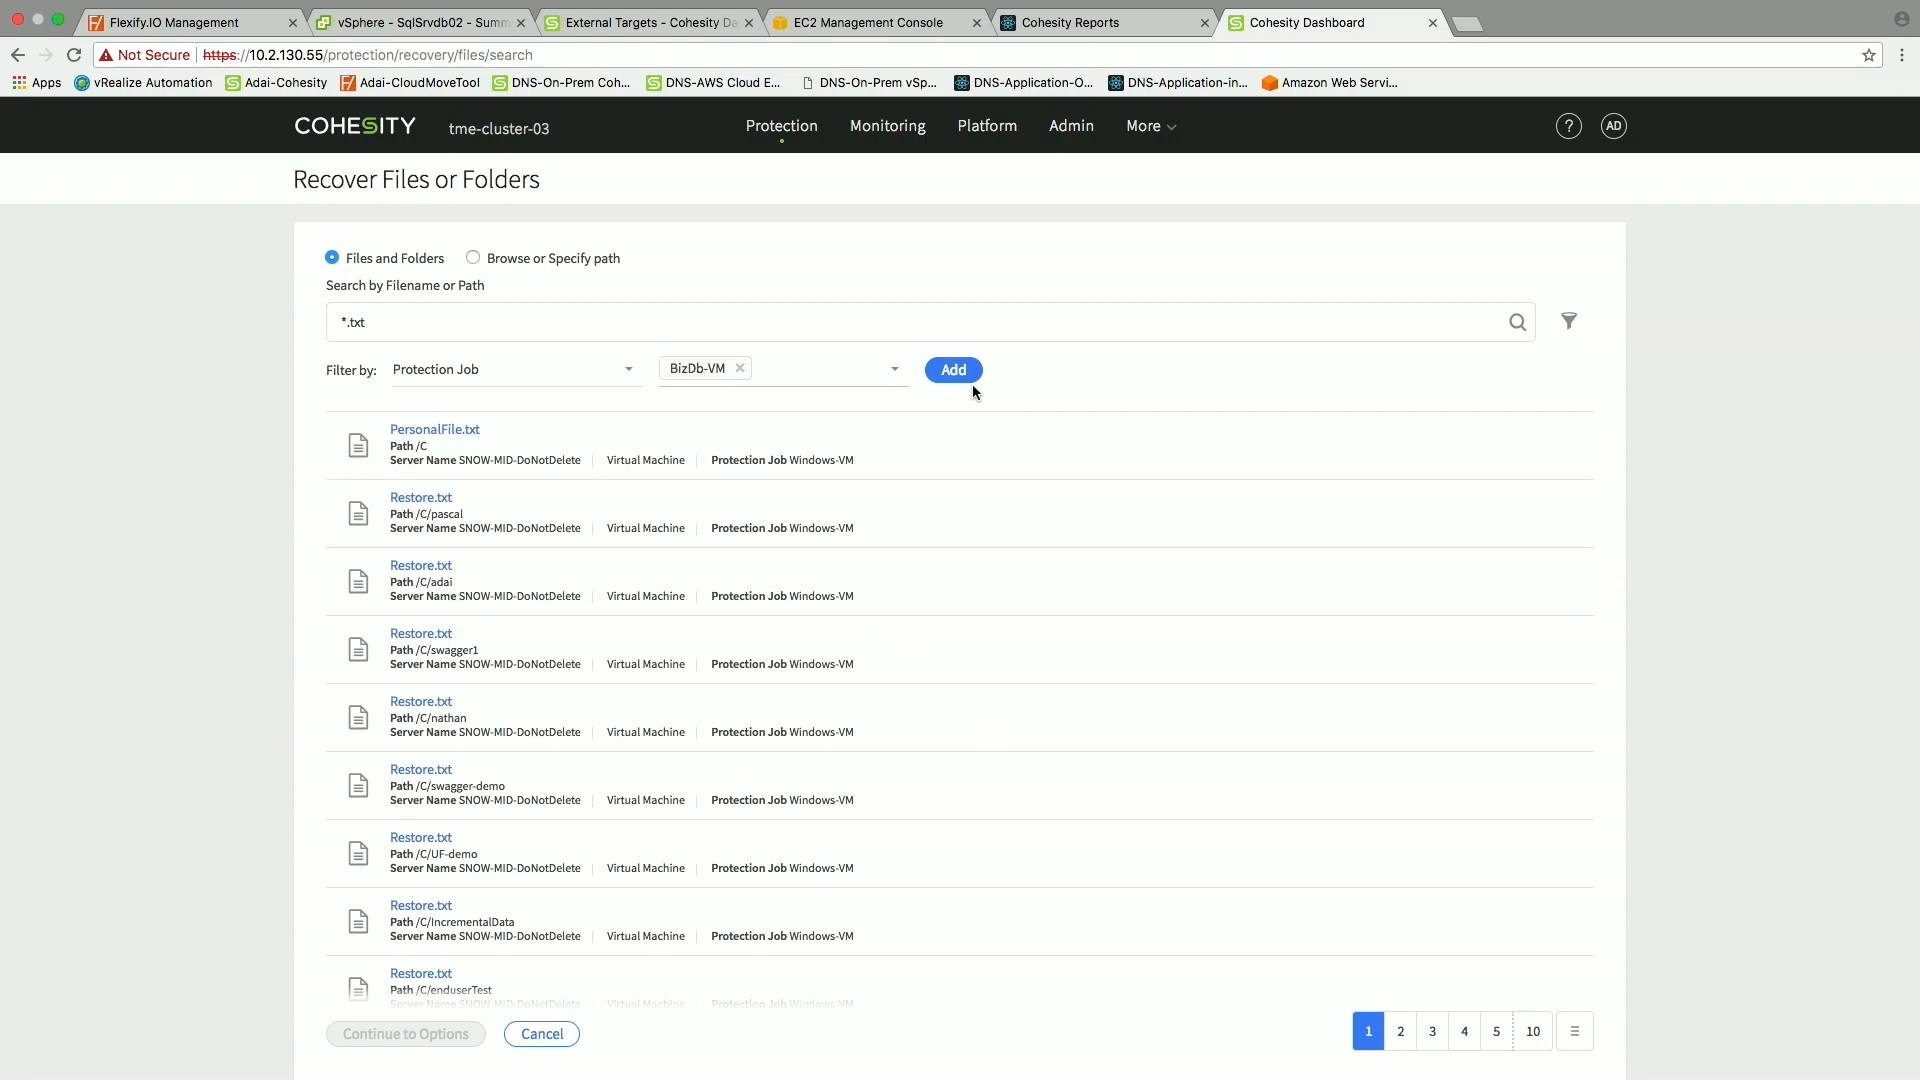 Flexify.IO Management
vSphere - SqlSrvdb02 - Summ
External Targets - Cohesity Da
EC2 Management Console
Cohesity Reports
Cohesity Dashboard
Not Secure https://10.2.130.55/protection/recovery/files/search
Apps vRealize Automation Adai-Cohesity Adai-CloudMoveTool DNS-On-Prem Coh... DNS-AWS Cloud E... DNS-On-Prem vSp... DNS-Application-O... DNS-Application-in... Amazon Web Servi...
COHESITY tme-cluster-03 Protection Monitoring Platform Admin More ? AD
Recover Files or Folders
Files and Folders Browse or Specify path
Search by Filename or Path
*.txt
Filter by: Protection Job BizDb-VM Add
PersonalFile.txt
Path /C
Server Name SNOW-MID-DoNotDelete Virtual Machine Protection Job Windows-VM
Restore.txt
Path /C/pascal
Server Name SNOW-MID-DoNotDelete Virtual Machine Protection Job Windows-VM
Restore.txt
Path /C/adai
Server Name SNOW-MID-DoNotDelete Virtual Machine Protection Job Windows-VM
Restore.txt
Path /C/swagger1
Server Name SNOW-MID-DoNotDelete Virtual Machine Protection Job Windows-VM
Restore.txt
Path /C/nathan
Server Name SNOW-MID-DoNotDelete Virtual Machine Protection Job Windows-VM
Restore.txt
Path /C/swagger-demo
Server Name SNOW-MID-DoNotDelete Virtual Machine Protection Job Windows-VM
Restore.txt
Path /C/UF-demo
Server Name SNOW-MID-DoNotDelete Virtual Machine Protection Job Windows-VM
Restore.txt
Path /C/IncrementalData
Server Name SNOW-MID-DoNotDelete Virtual Machine Protection Job Windows-VM
Restore.txt
Path /C/enduserTest
Server Name SNOW-MID-DoNotDelete Virtual Machine Protection Job Windows-VM
Continue to Options Cancel 1 2 3 4 5 10